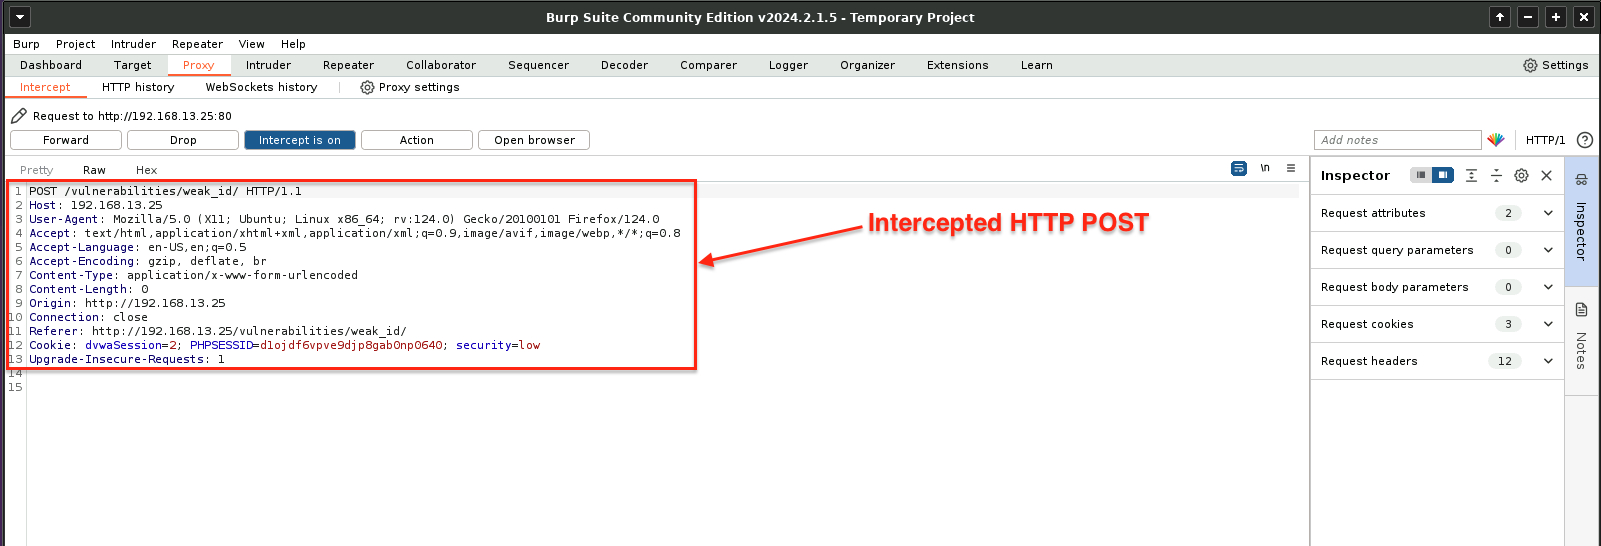 Burp Suite Community Edition v2024.2.1.5 - Temporary Project
Burp Project Intruder Repeater View Help
Dashboard Target Proxy Intruder Repeater Collaborator Sequencer Decoder Comparer Logger Organizer Extensions Learn Settings
Intercept HTTP history WebSockets history Proxy settings
Request to http://192.168.13.25:80
Forward Drop Intercept is on Action Open browser Add notes HTTP/1 ?
Pretty Raw Hex \n
1 POST /vulnerabilities/weak_id/ HTTP/1.1
2 Host: 192.168.13.25
3 User-Agent: Mozilla/5.0 (X11; Ubuntu; Linux x86_64; rv:124.0) Gecko/20100101 Firefox/124.0
4 Accept: text/html,application/xhtml+xml,application/xml;q=0.9,image/avif,image/webp,*/*;q=0.8
5 Accept-Language: en-US,en;q=0.5
6 Accept-Encoding: gzip, deflate, br
7 Content-Type: application/x-www-form-urlencoded
8 Content-Length: 0
9 Origin: http://192.168.13.25
10 Connection: close
11 Referer: http://192.168.13.25/vulnerabilities/weak_id/
12 Cookie: dvwaSession=2; PHPSESSID=d1ojdf6vpve9djp8gab0np0640; security=low
13 Upgrade-Insecure-Requests: 1
14
15
Intercepted HTTP POST
Inspector
Request attributes 2
Request query parameters 0
Request body parameters 0
Request cookies 3
Request headers 12
Inspector
Notes